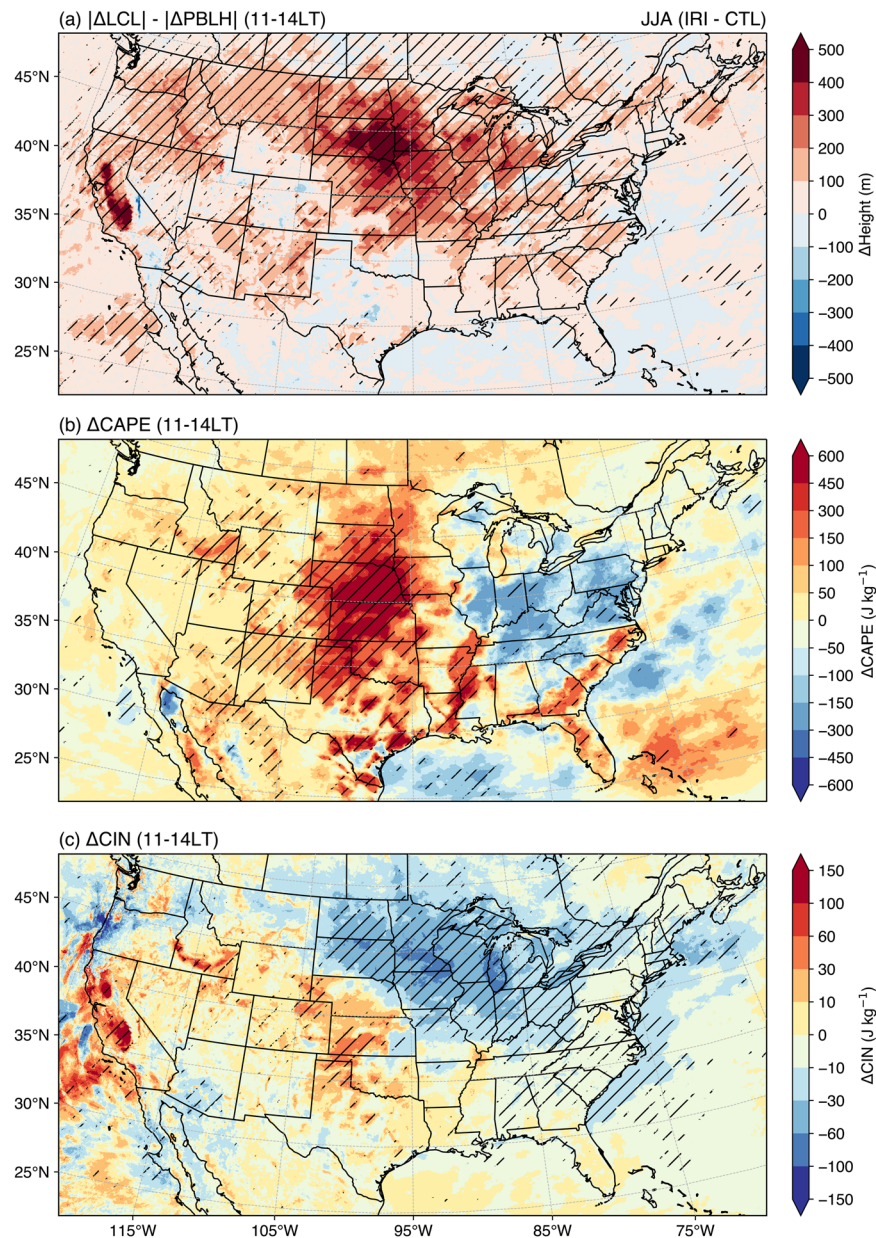 (a) |ΔLCL| - |ΔPBLH| (11-14LT)
JJA (IRI - CTL)
45°N
40°N
35°N
30°N
25°N
500
400
300
200
100
0
−100
−200
−300
−400
−500
ΔHeight (m)
(b) ΔCAPE (11-14LT)
45°N
40°N
35°N
30°N
25°N
600
450
300
150
100
50
0
−50
−100
−150
−300
−450
−600
ΔCAPE (J kg⁻¹)
(c) ΔCIN (11-14LT)
45°N
40°N
35°N
30°N
25°N
115°W
105°W
95°W
85°W
75°W
150
100
60
30
10
0
−10
−30
−60
−100
−150
ΔCIN (J kg⁻¹)